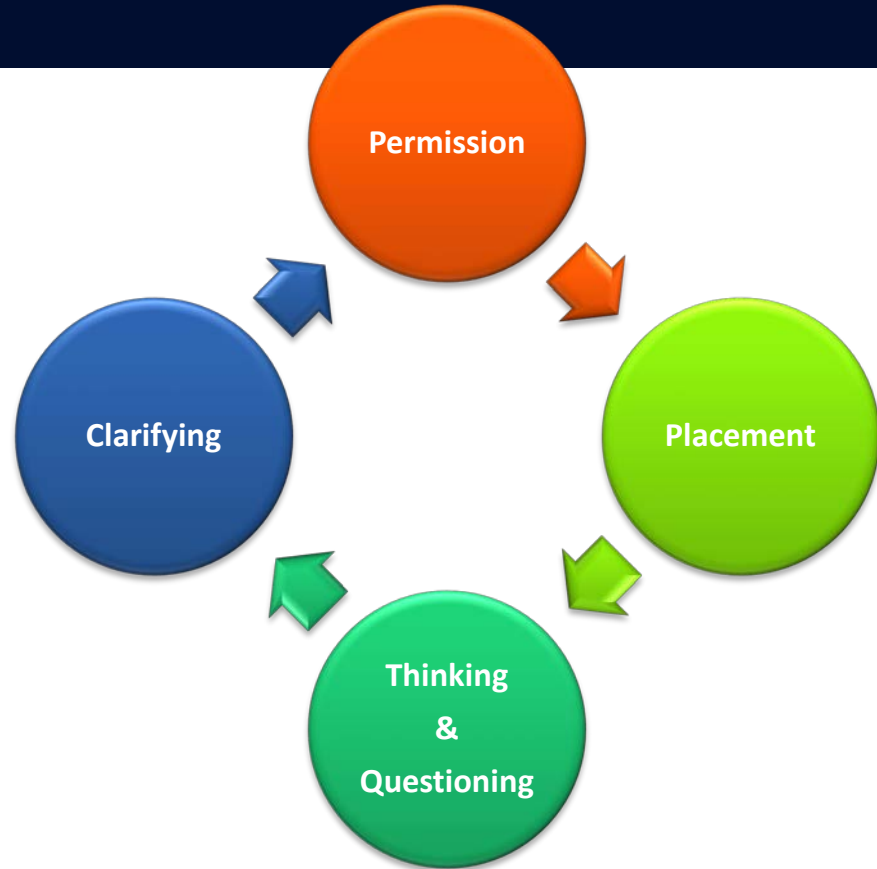 Permission
Clarifying
Placement
Thinking
&
Questioning